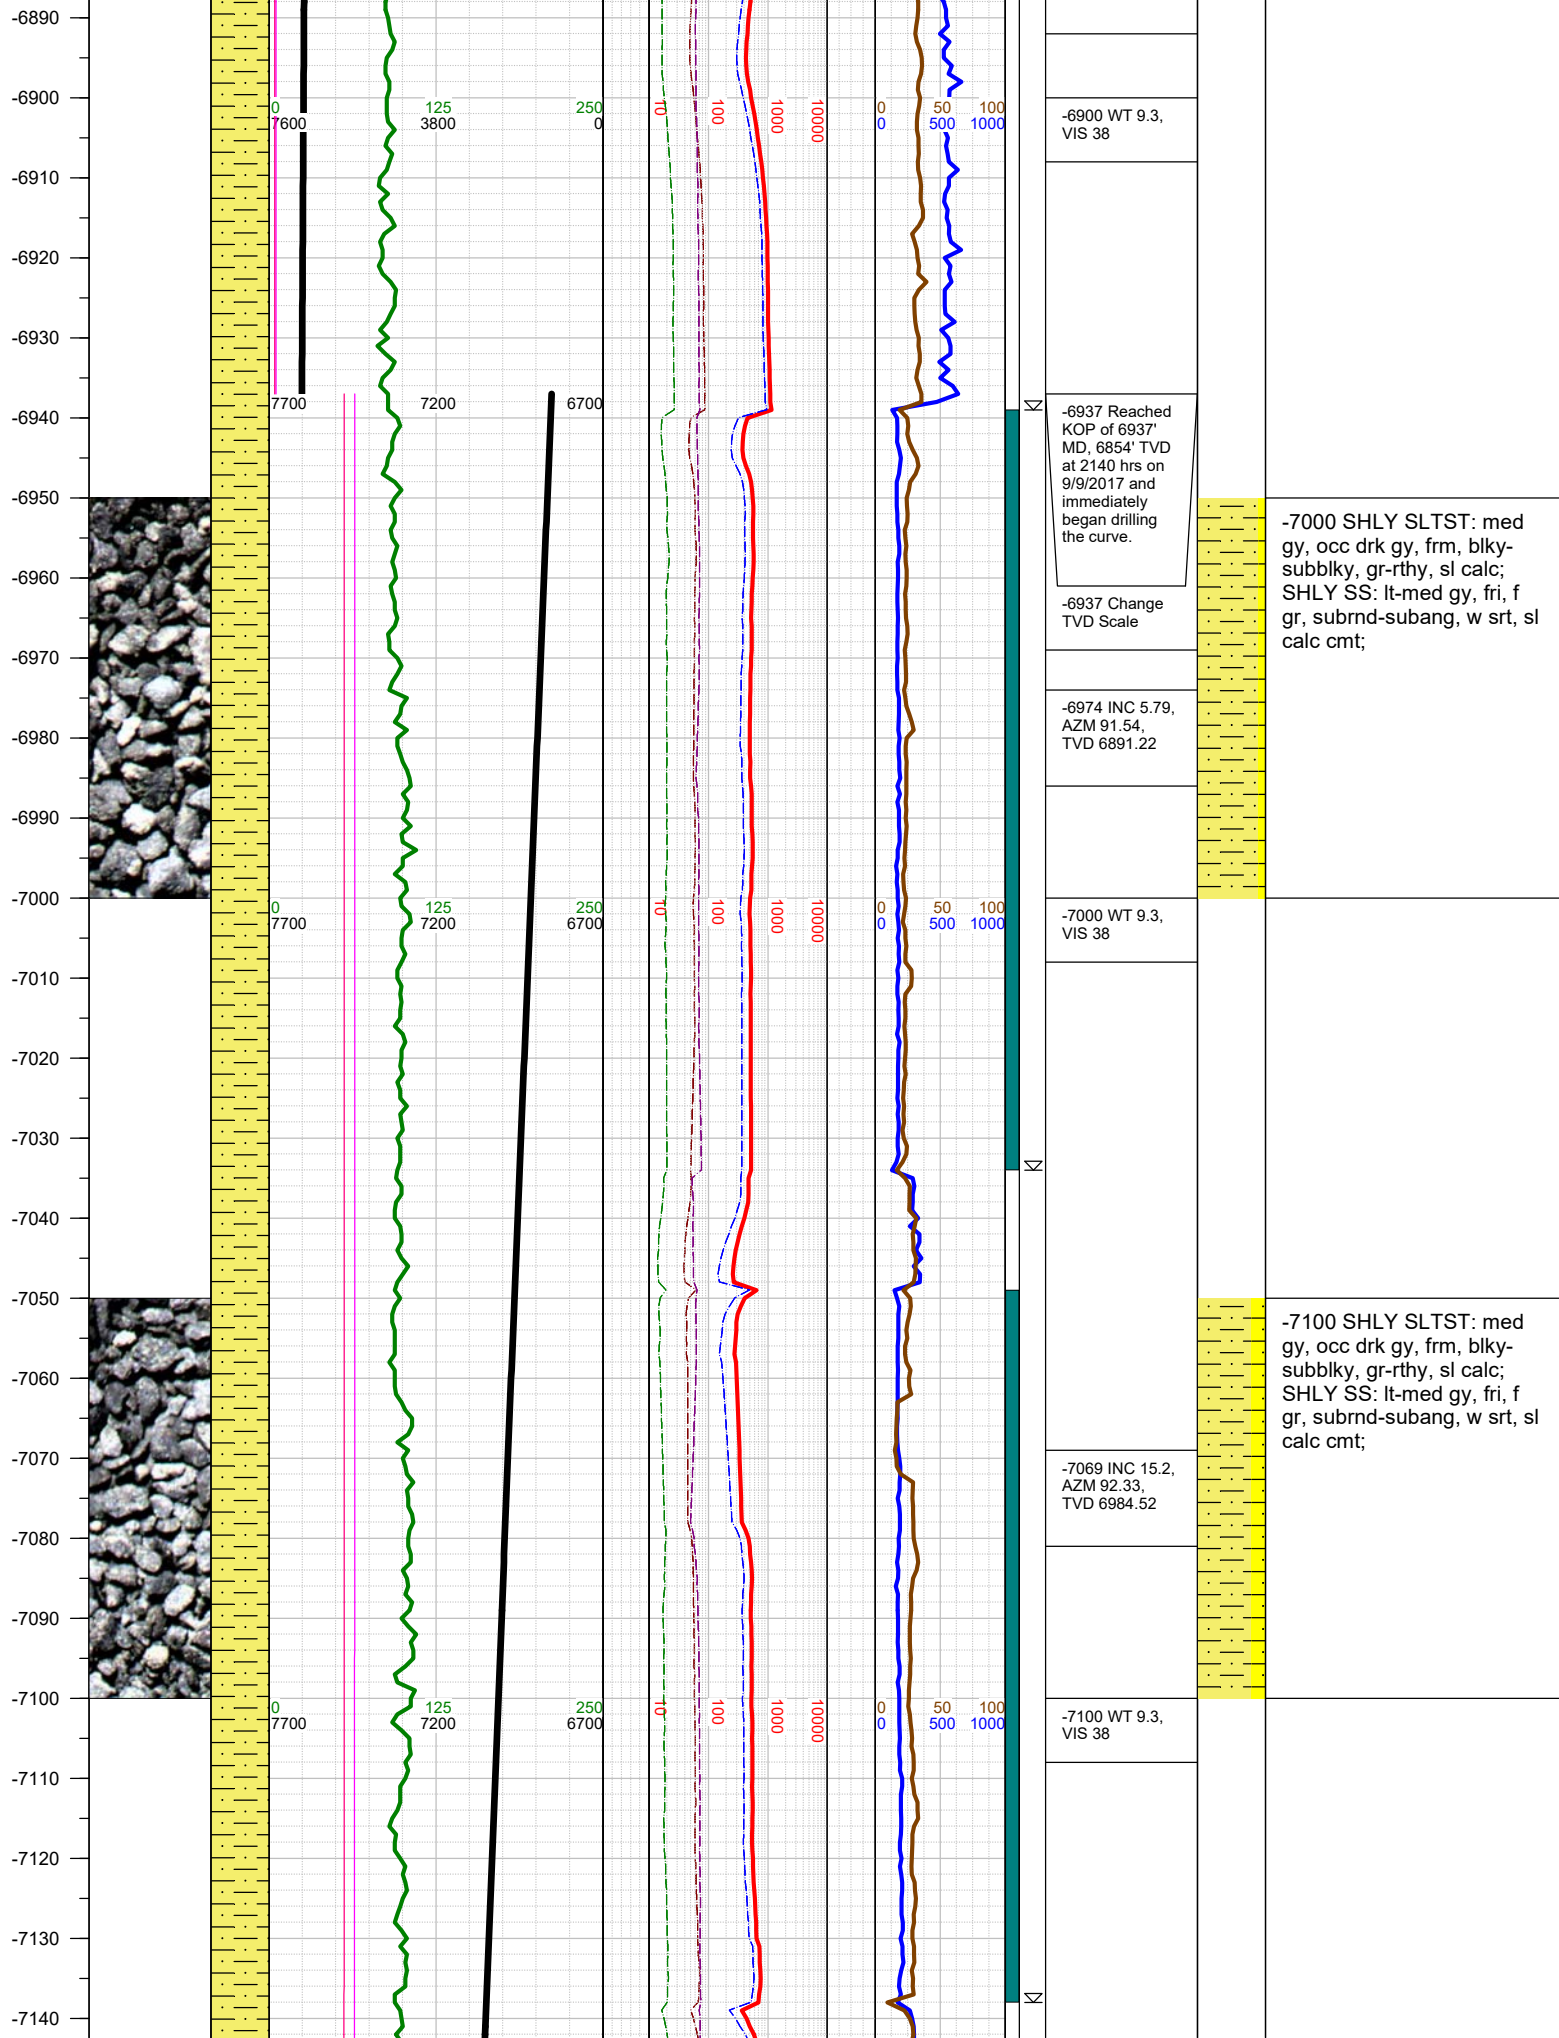 -6890
-6900
0 125 250
7600 3800 0
10 100 1000 10000
0 50 100
0 500 1000
-6900 WT 9.3,
VIS 38
-6910
-6920
-6930
7700 7200 6700
-6940
-6937 Reached
KOP of 6937'
MD, 6854' TVD
at 2140 hrs on
9/9/2017 and
immediately
began drilling
the curve.
-6950
-7000 SHLY SLTST: med
gy, occ drk gy, frm, blky-
subblky, gr-rthy, sl calc;
SHLY SS: lt-med gy, fri, f
gr, subrnd-subang, w srt, sl
calc cmt;
-6960
-6937 Change
TVD Scale
-6970
-6974 INC 5.79,
AZM 91.54,
TVD 6891.22
-6980
-6990
-7000
0 125 250
7700 7200 6700
10 100 1000 10000
0 50 100
0 500 1000
-7000 WT 9.3,
VIS 38
-7010
-7020
-7030
-7040
-7050
-7100 SHLY SLTST: med
gy, occ drk gy, frm, blky-
subblky, gr-rthy, sl calc;
SHLY SS: lt-med gy, fri, f
gr, subrnd-subang, w srt, sl
calc cmt;
-7060
-7070
-7069 INC 15.2,
AZM 92.33,
TVD 6984.52
-7080
-7090
-7100
0 125 250
7700 7200 6700
10 100 1000 10000
0 50 100
0 500 1000
-7100 WT 9.3,
VIS 38
-7110
-7120
-7130
-7140